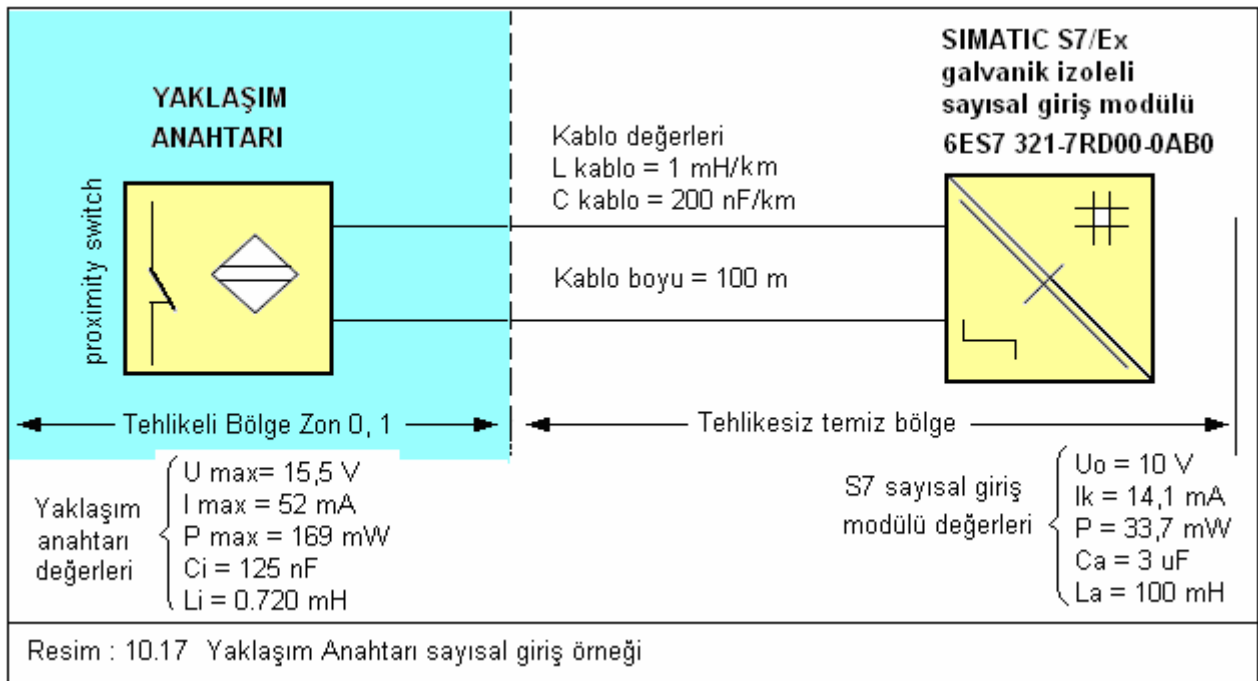 YAKLAŞIM
ANAHTARI
proximity switch
Kablo değerleri
L kablo = 1 mH/km
C kablo = 200 nF/km
Kablo boyu = 100 m
SIMATIC S7/Ex
galvanik izoleli
sayısal giriş modülü
6ES7 321-7RD00-0AB0
Tehlikeli Bölge Zon 0, 1
Tehlikesiz temiz bölge
Yaklaşım
anahtarı
değerleri
U max= 15,5 V
I max = 52 mA
P max = 169 mW
Ci = 125 nF
Li = 0.720 mH
S7 sayısal giriş
modülü değerleri
Uo = 10 V
Ik = 14,1 mA
P = 33,7 mW
Ca = 3 uF
La = 100 mH
Resim : 10.17 Yaklaşım Anahtarı sayısal giriş örneği